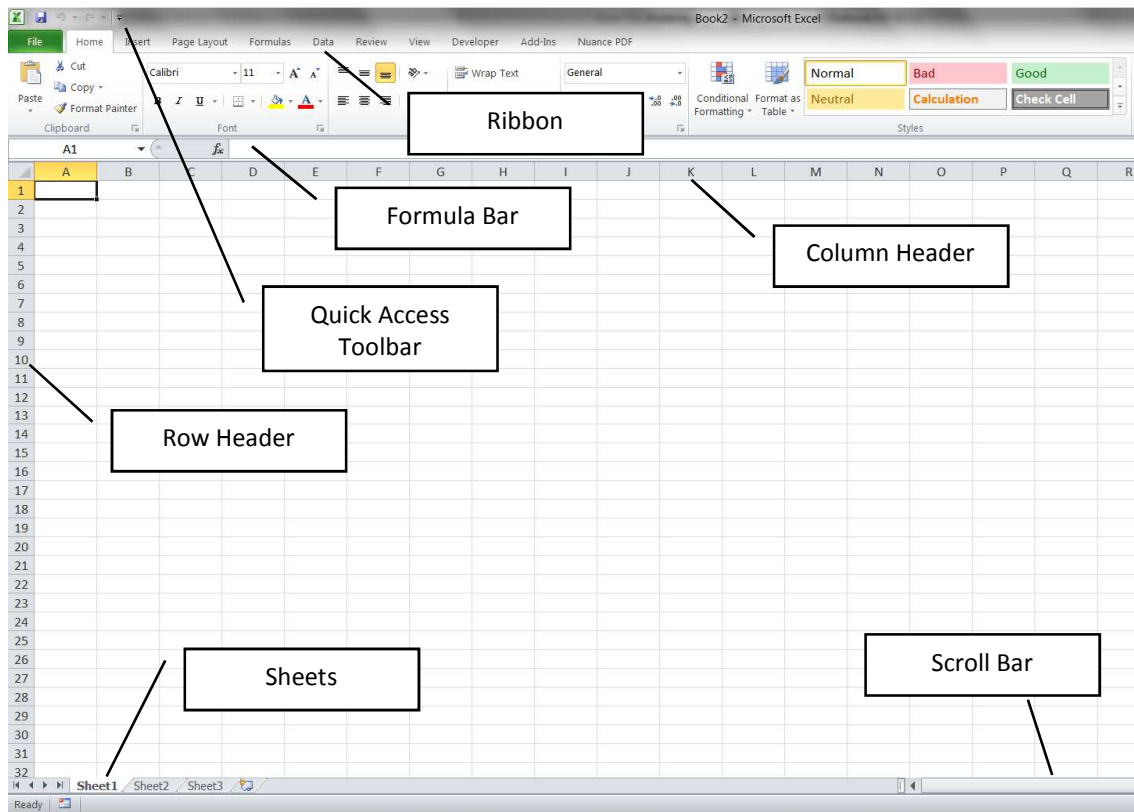 Book2 - Microsoft Excel
File Home Insert Page Layout Formulas Data Review View Developer Add-Ins Nuance PDF
Cut
Copy
Format Painter
Paste
Calibri 11 A A
Wrap Text
General
B I U A
.00 .00
Conditional Formatting
Format as Table
Normal Bad Good
Neutral Calculation Check Cell
Clipboard Font Styles
Ribbon
A1 fx
A B C D E F G H I J K L M N O P Q R
Formula Bar
Column Header
Quick Access
Toolbar
Row Header
Sheets
Scroll Bar
1
2
3
4
5
6
7
8
9
10
11
12
13
14
15
16
17
18
19
20
21
22
23
24
25
26
27
28
29
30
31
32
Sheet1 Sheet2 Sheet3
Ready